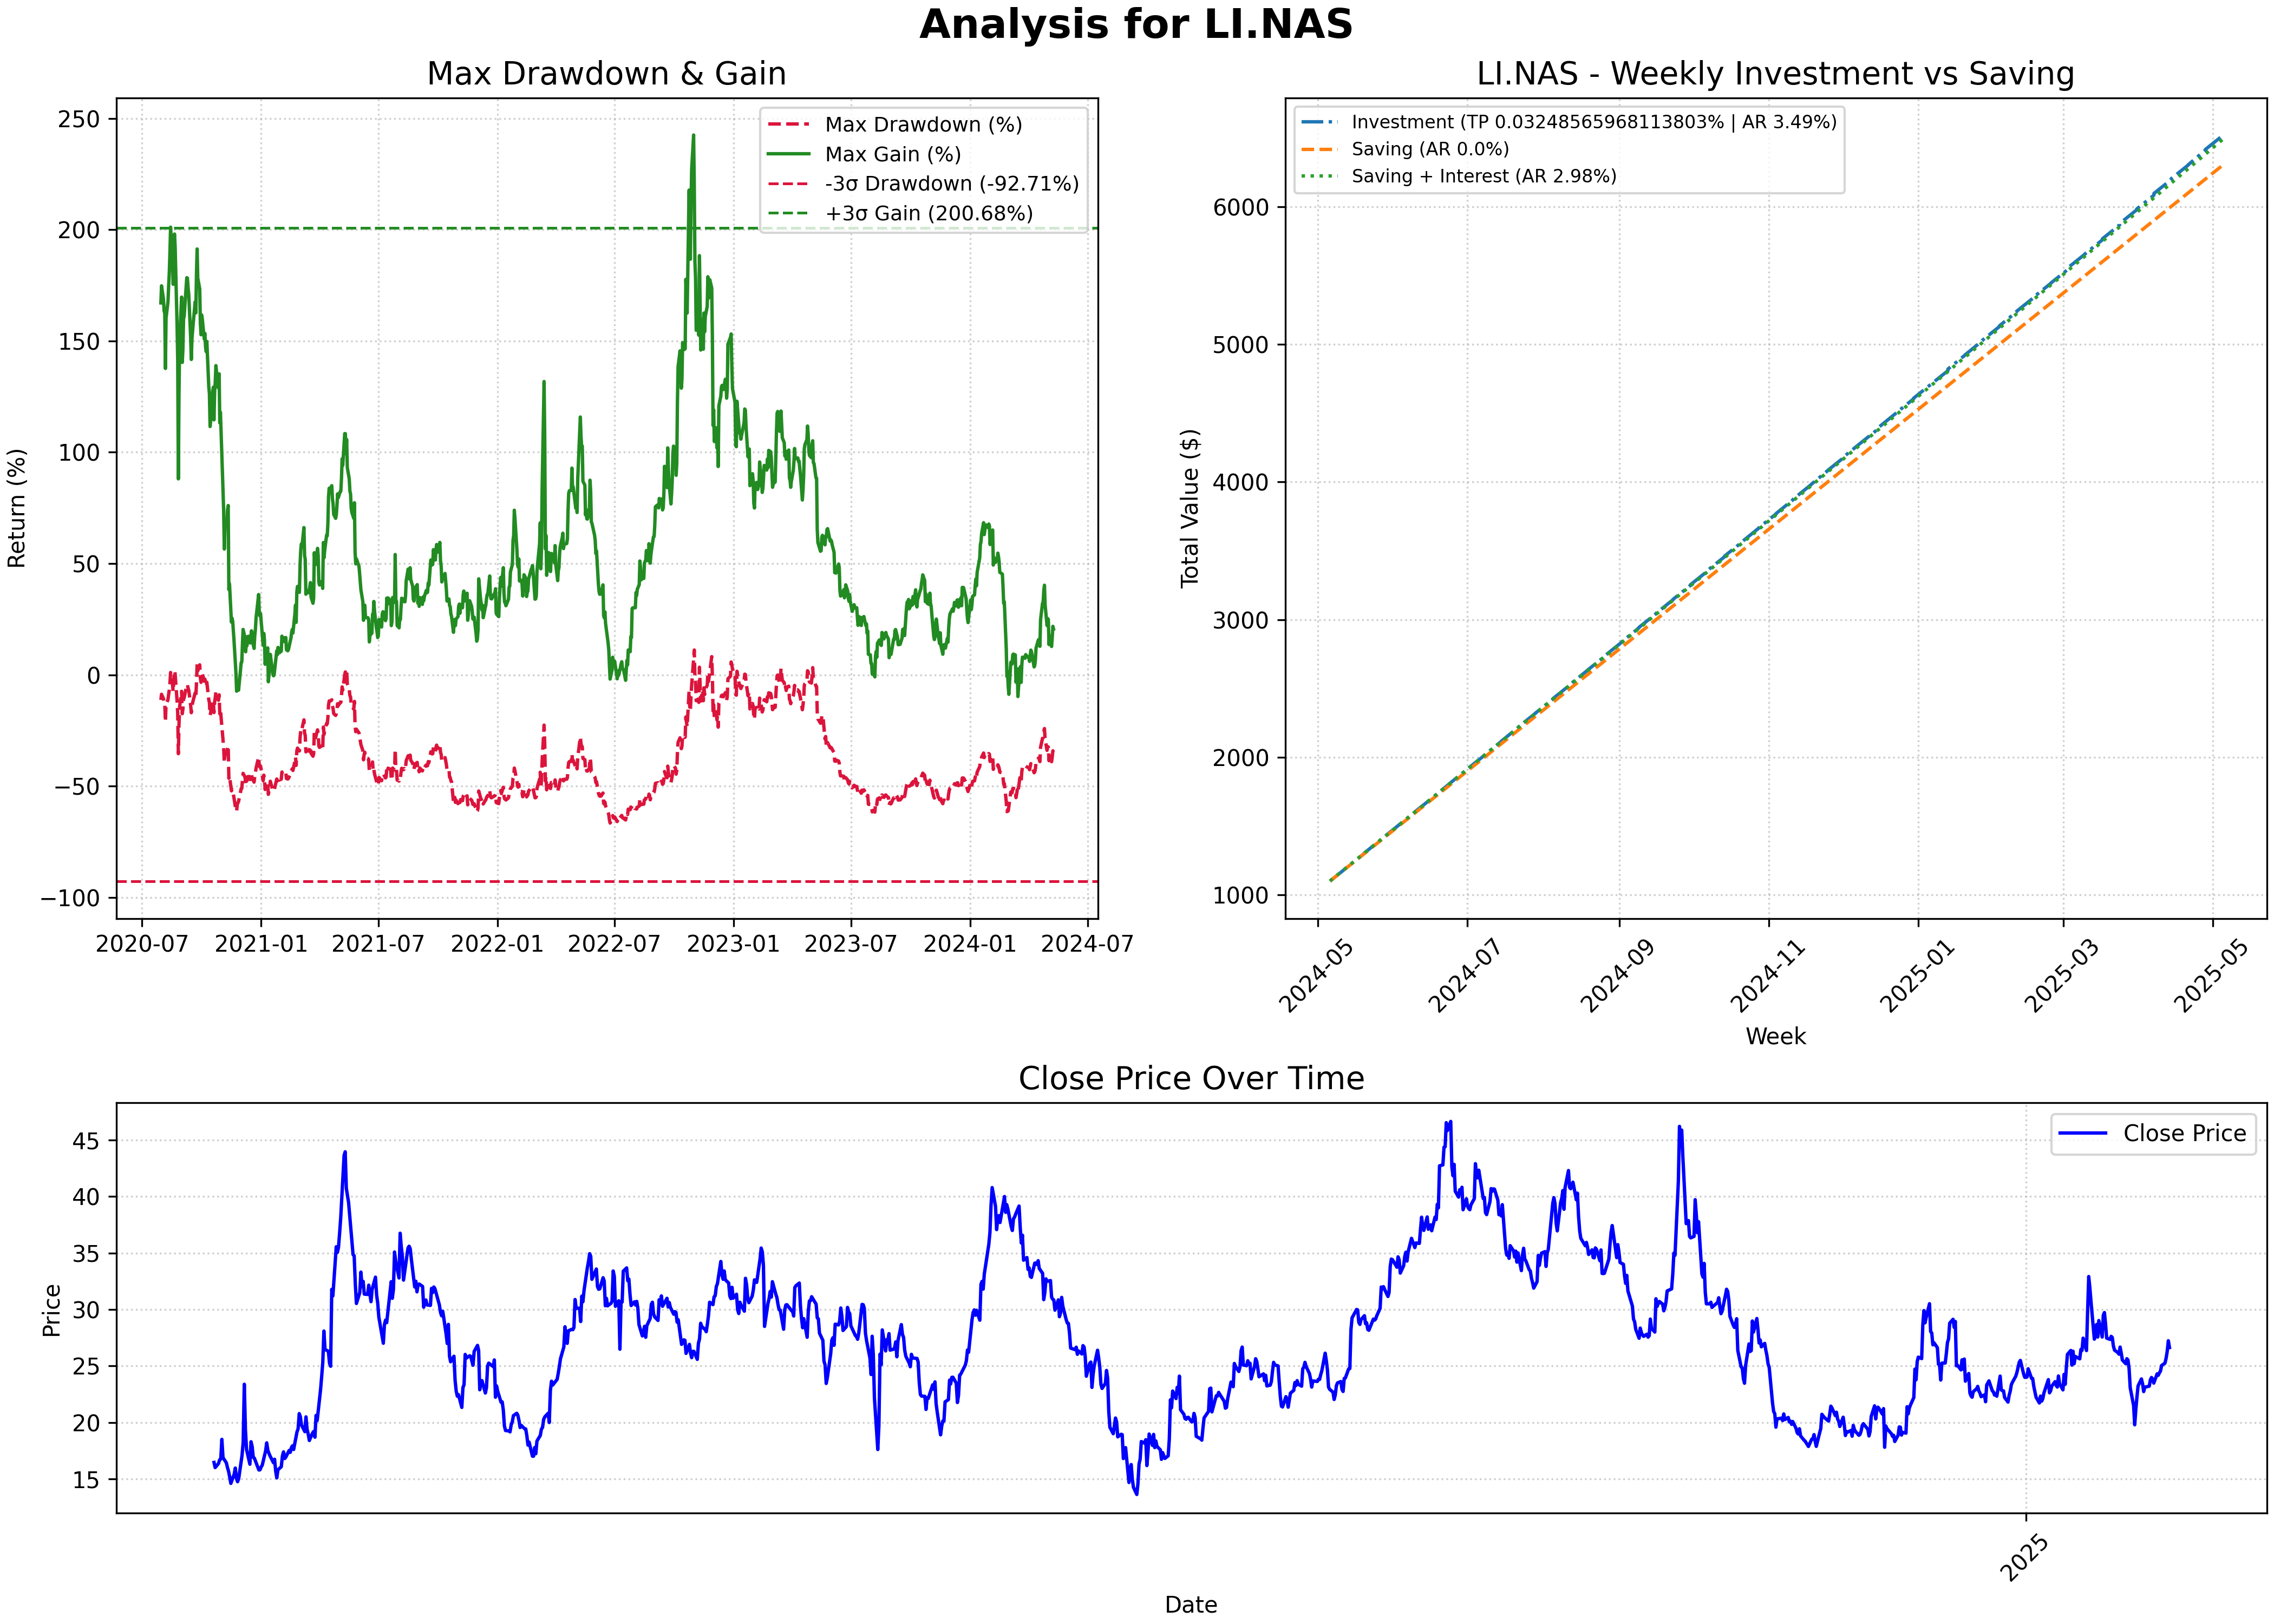 Analysis for LI.NAS
Max Drawdown & Gain
Return (%)
250
200
150
100
50
0
−50
−100
2020-07
2021-01
2021-07
2022-01
2022-07
2023-01
2023-07
2024-01
2024-07
Max Drawdown (%)
Max Gain (%)
-3σ Drawdown (-92.71%)
+3σ Gain (200.68%)
LI.NAS - Weekly Investment vs Saving
Total Value ($)
6000
5000
4000
3000
2000
1000
Investment (TP 0.03248565968113803% | AR 3.49%)
Saving (AR 0.0%)
Saving + Interest (AR 2.98%)
2024-05
2024-07
2024-09
2024-11
2025-01
2025-03
2025-05
Week
Close Price Over Time
Price
45
40
35
30
25
20
15
Close Price
2025
Date